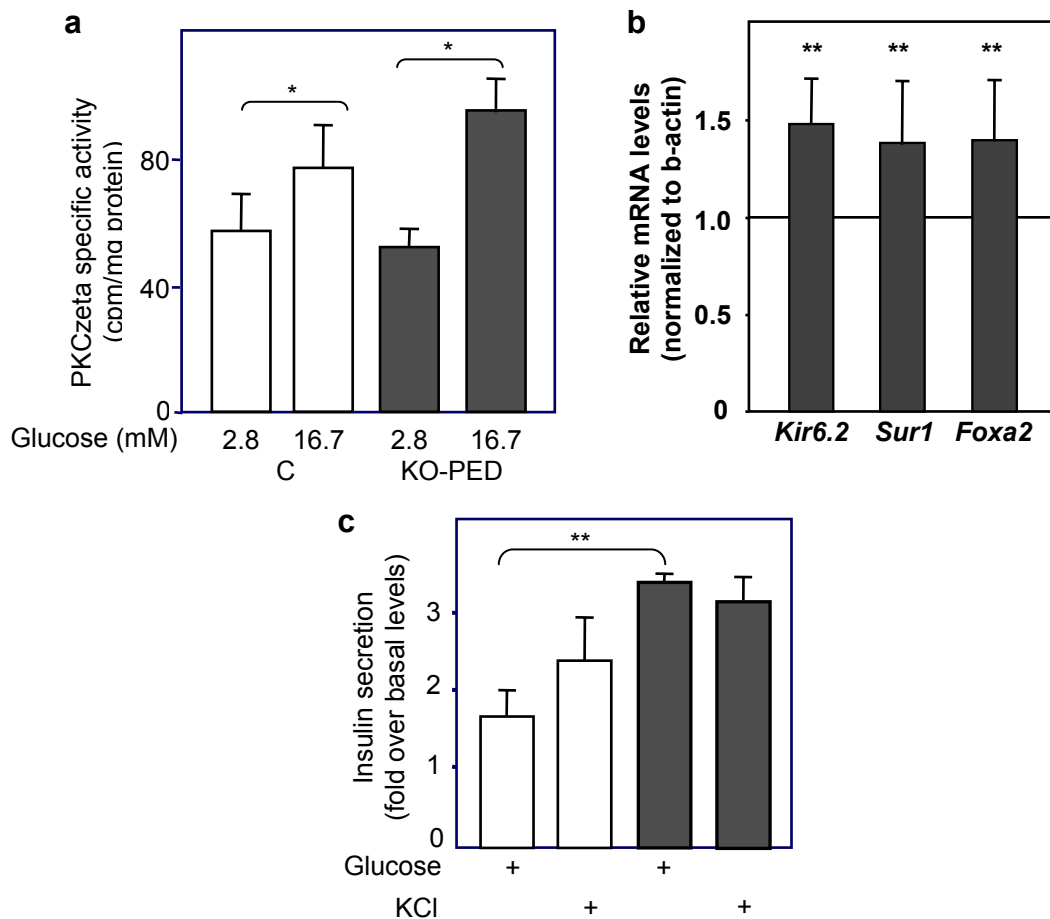 a
*
*
PKCzeta specific activity
(cpm/mg protein)
80
40
0
Glucose (mM)
2.8 16.7 2.8 16.7
C KO-PED
b
** ** **
Relative mRNA levels
(normalized to b-actin)
1.5
1.0
0.5
0
Kir6.2 Sur1 Foxa2
c
**
Insulin secretion
(fold over basal levels)
3
2
1
0
Glucose + +
KCl + +